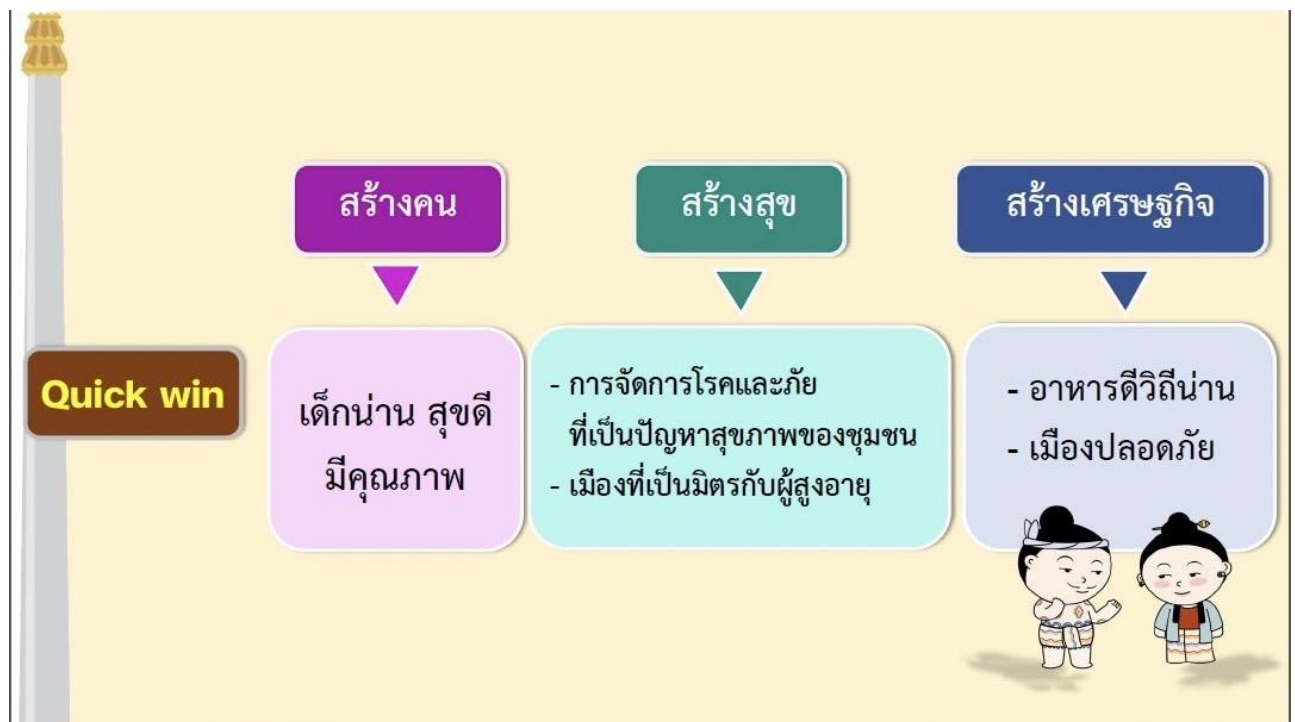 สร้างคน
สร้างสุข
สร้างเศรษฐกิจ
Quick win
เด็กน่าน สุขดี
มีคุณภาพ
- การจัดการโรคและภัย
ที่เป็นปัญหาสุขภาพของชุมชน
- เมืองที่เป็นมิตรกับผู้สูงอายุ
- อาหารดีวิถีน่าน
- เมืองปลอดภัย